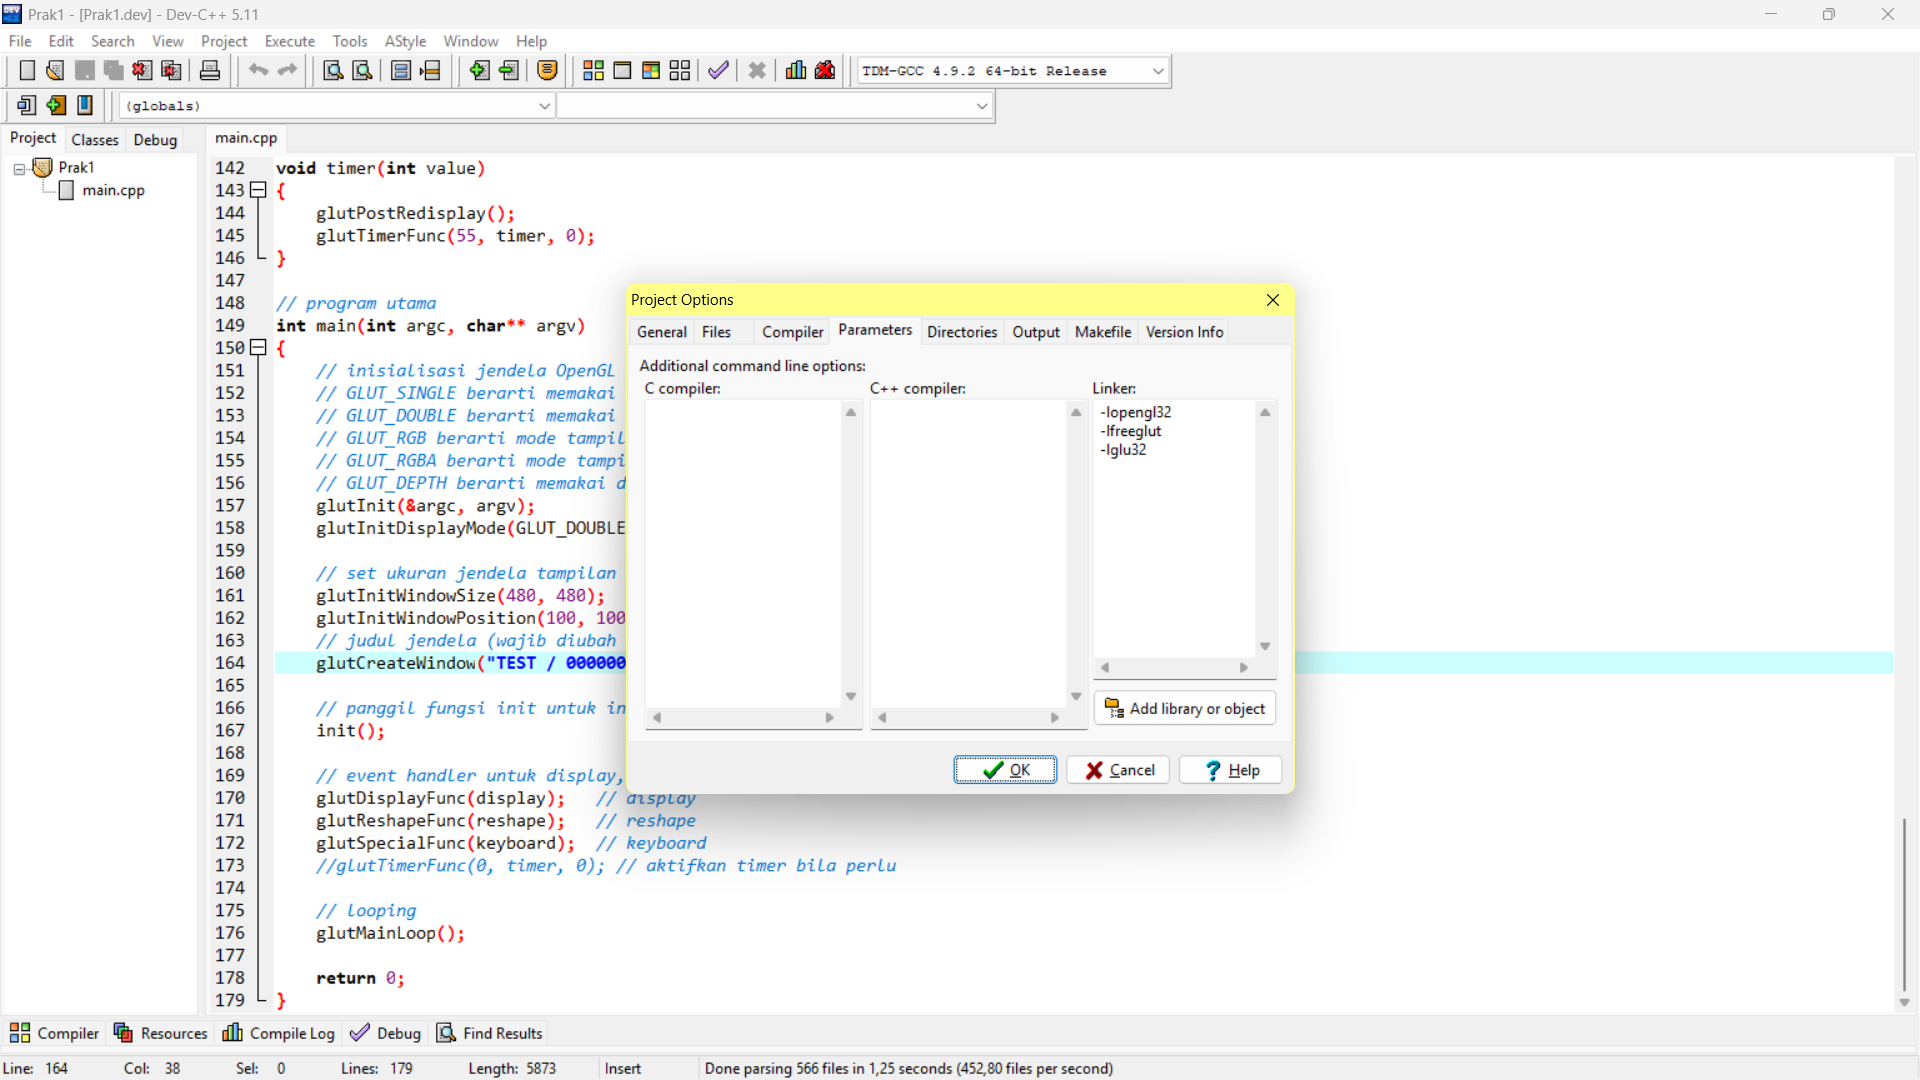 Prak1 - [Prak1.dev] - Dev-C++ 5.11
File Edit Search View Project Execute Tools AStyle Window Help
TDM-GCC 4.9.2 64-bit Release
(globals)
Project Classes Debug
main.cpp
Prak1
main.cpp
142 void timer(int value)
143 {
144 glutPostRedisplay();
145 glutTimerFunc(55, timer, 0);
146 }
147
148 // program utama
149 int main(int argc, char** argv)
150 {
151 // inisialisasi jendela OpenGL
152 // GLUT_SINGLE berarti memakai
153 // GLUT_DOUBLE berarti memakai
154 // GLUT_RGB berarti mode tampil
155 // GLUT_RGBA berarti mode tampi
156 // GLUT_DEPTH berarti memakai d
157 glutInit(&argc, argv);
158 glutInitDisplayMode(GLUT_DOUBLE
159
160 // set ukuran jendela tampilan
161 glutInitWindowSize(480, 480);
162 glutInitWindowPosition(100, 100
163 // judul jendela (wajib diubah
164 glutCreateWindow("TEST / 000000
165
166 // panggil fungsi init untuk in
167 init();
168
169 // event handler untuk display,
170 glutDisplayFunc(display); // display
171 glutReshapeFunc(reshape); // reshape
172 glutSpecialFunc(keyboard); // keyboard
173 //glutTimerFunc(0, timer, 0); // aktifkan timer bila perlu
174
175 // looping
176 glutMainLoop();
177
178 return 0;
179 }
Project Options
General Files Compiler Parameters Directories Output Makefile Version Info
Additional command line options:
C compiler: C++ compiler: Linker:
-lopengl32
-lfreeglut
-lglu32
Add library or object
OK Cancel Help
Compiler Resources Compile Log Debug Find Results
Line: 164 Col: 38 Sel: 0 Lines: 179 Length: 5873 Insert Done parsing 566 files in 1,25 seconds (452,80 files per second)